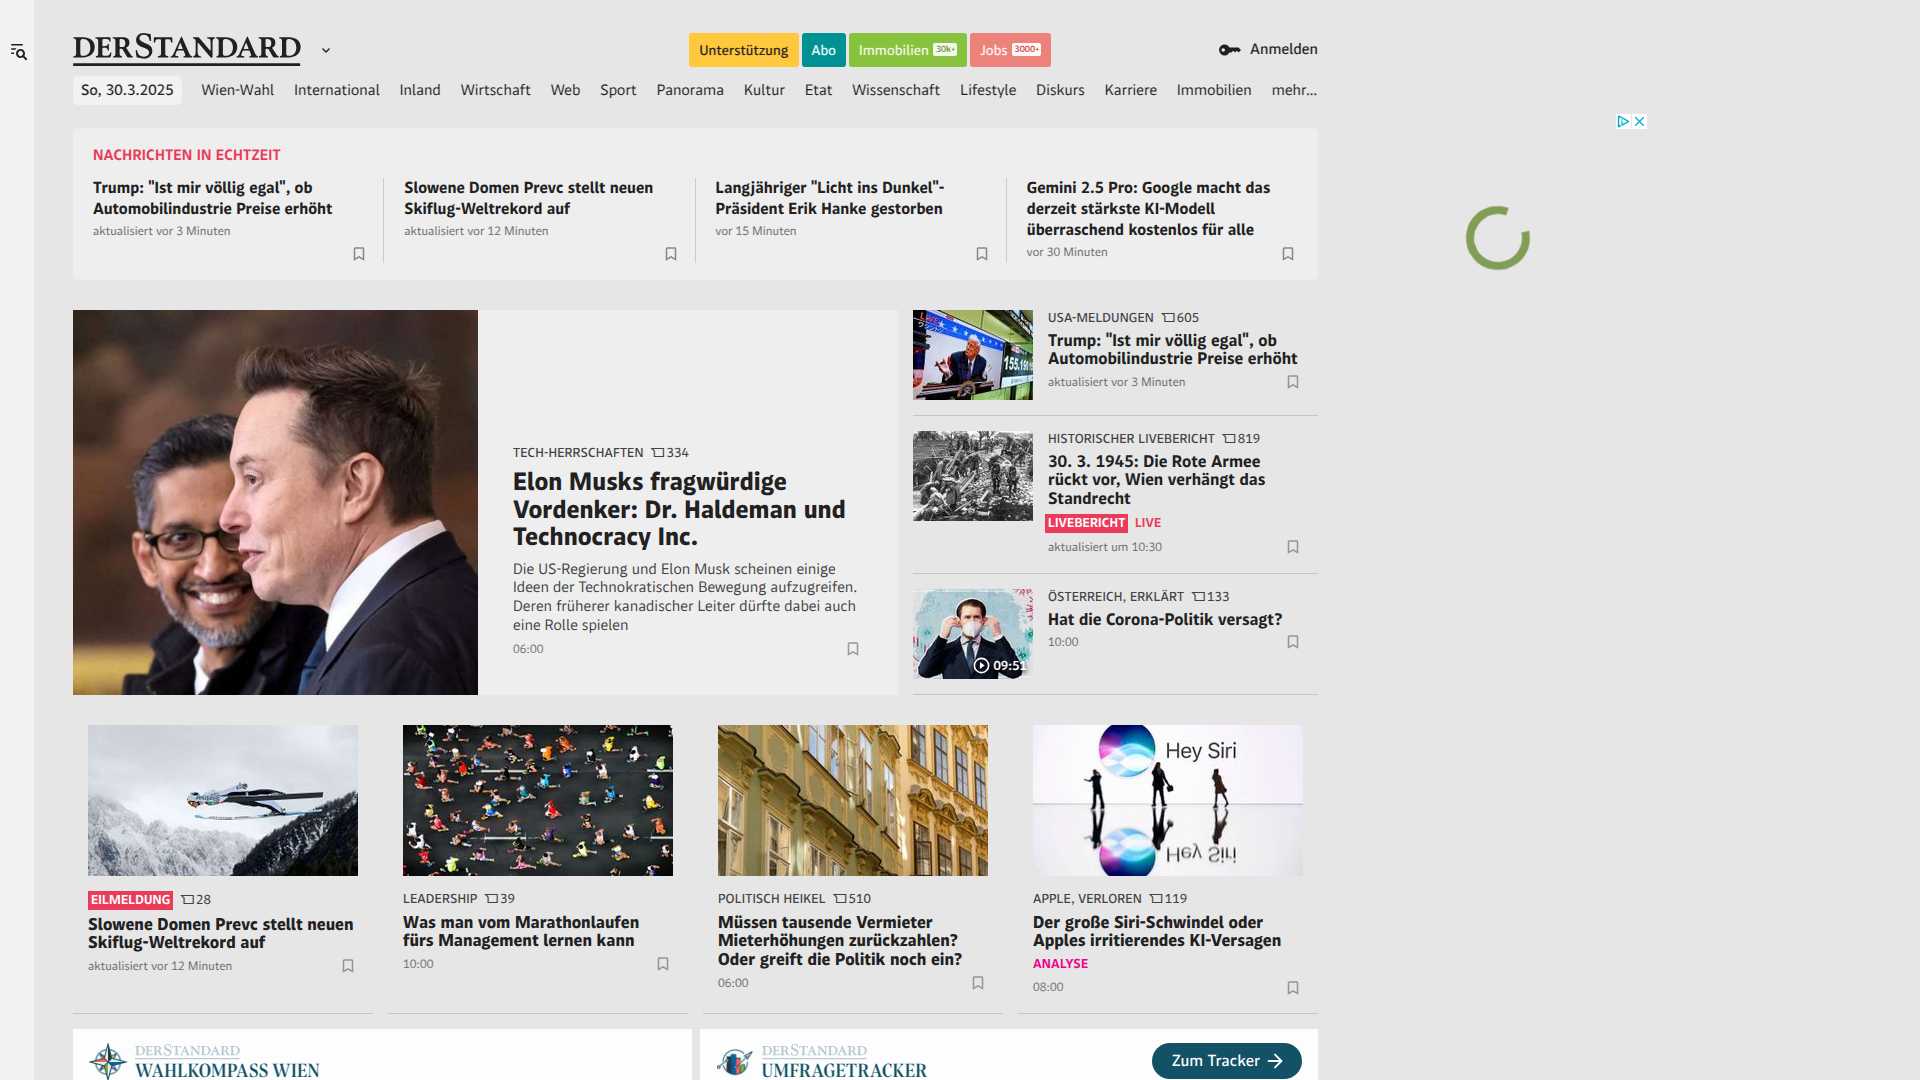 DERSTANDARD
Unterstützung
Abo
Immobilien 30k+
Jobs 3000+
Anmelden
So, 30.3.2025
Wien-Wahl
International
Inland
Wirtschaft
Web
Sport
Panorama
Kultur
Etat
Wissenschaft
Lifestyle
Diskurs
Karriere
Immobilien
mehr...
NACHRICHTEN IN ECHTZEIT
Trump: "Ist mir völlig egal", ob
Automobilindustrie Preise erhöht
aktualisiert vor 3 Minuten
Slowene Domen Prevc stellt neuen
Skiflug-Weltrekord auf
aktualisiert vor 12 Minuten
Langjähriger "Licht ins Dunkel"-
Präsident Erik Hanke gestorben
vor 15 Minuten
Gemini 2.5 Pro: Google macht das
derzeit stärkste KI-Modell
überraschend kostenlos für alle
vor 30 Minuten
TECH-HERRSCHAFTEN 334
Elon Musks fragwürdige
Vordenker: Dr. Haldeman und
Technocracy Inc.
Die US-Regierung und Elon Musk scheinen einige
Ideen der Technokratischen Bewegung aufzugreifen.
Deren früherer kanadischer Leiter dürfte dabei auch
eine Rolle spielen
06:00
USA-MELDUNGEN 605
Trump: "Ist mir völlig egal", ob
Automobilindustrie Preise erhöht
aktualisiert vor 3 Minuten
HISTORISCHER LIVEBERICHT 819
30. 3. 1945: Die Rote Armee
rückt vor, Wien verhängt das
Standrecht
LIVEBERICHT LIVE
aktualisiert um 10:30
09:51
ÖSTERREICH, ERKLÄRT 133
Hat die Corona-Politik versagt?
10:00
EILMELDUNG 28
Slowene Domen Prevc stellt neuen
Skiflug-Weltrekord auf
aktualisiert vor 12 Minuten
LEADERSHIP 39
Was man vom Marathonlaufen
fürs Management lernen kann
10:00
POLITISCH HEIKEL 510
Müssen tausende Vermieter
Mieterhöhungen zurückzahlen?
Oder greift die Politik noch ein?
06:00
Hey Siri
APPLE, VERLOREN 119
Der große Siri-Schwindel oder
Apples irritierendes KI-Versagen
ANALYSE
08:00
DERSTANDARD
WAHLKOMPASS WIEN
DERSTANDARD
UMFRAGETRACKER
Zum Tracker